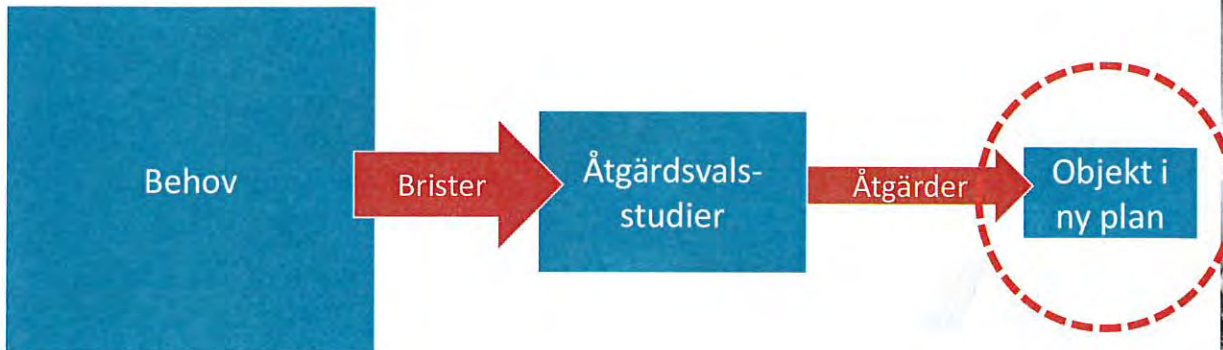 Behov
Brister
Åtgärdsvals-
studier
Åtgärder
Objekt i
ny plan